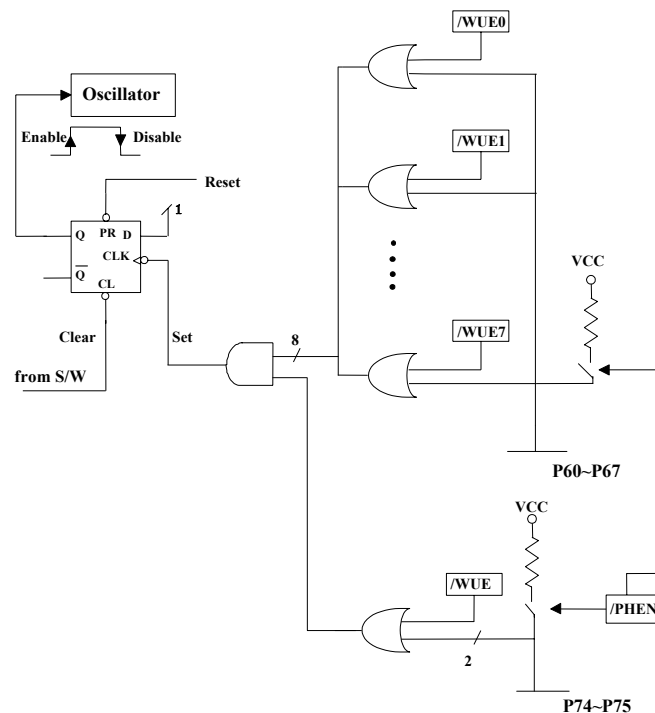 /WUE0
Oscillator
Enable
Disable
/WUE1
Reset
1
Q
PR
D
CLK
Q
CL
VCC
Clear
Set
8
/WUE7
from S/W
P60~P67
VCC
/WUE
/PHEN
2
P74~P75